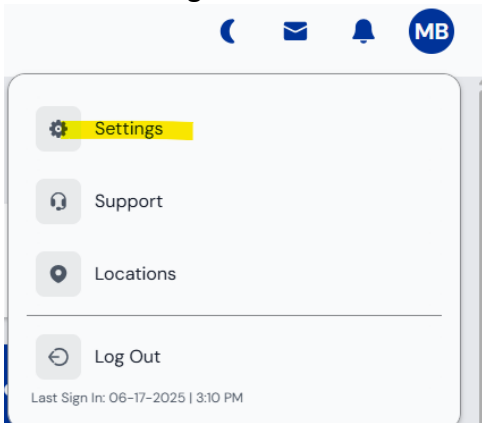 MB
Settings
Support
Locations
Log Out
Last Sign In: 06-17-2025 | 3:10 PM